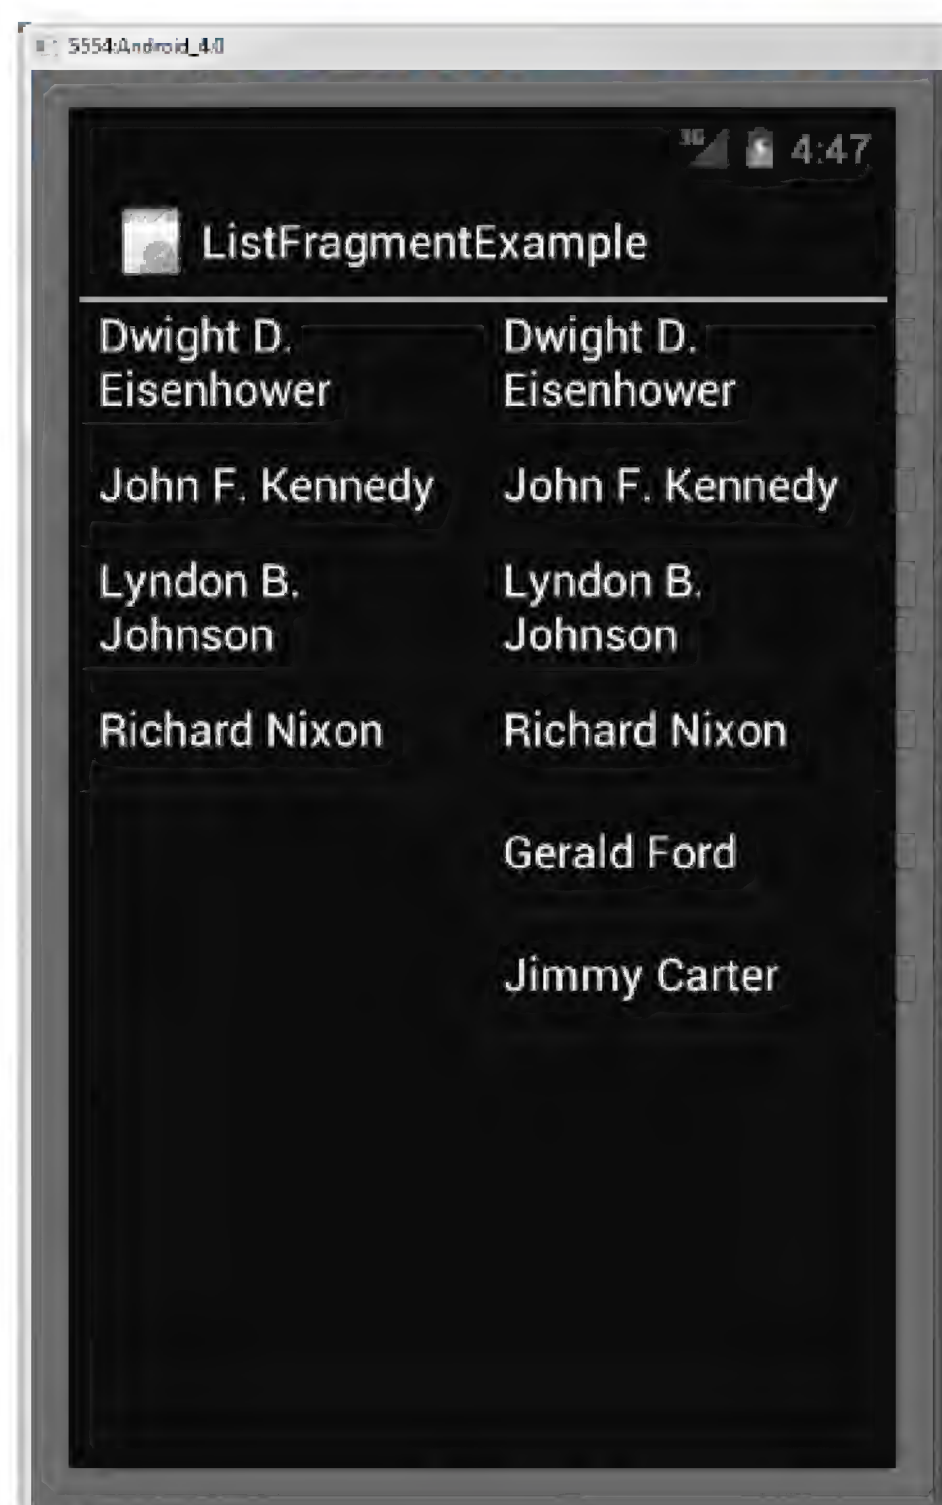 5554:Android_4.0
3G 4:47
ListFragmentExample
Dwight D.
Eisenhower
John F. Kennedy
Lyndon B.
Johnson
Richard Nixon
Dwight D.
Eisenhower
John F. Kennedy
Lyndon B.
Johnson
Richard Nixon
Gerald Ford
Jimmy Carter